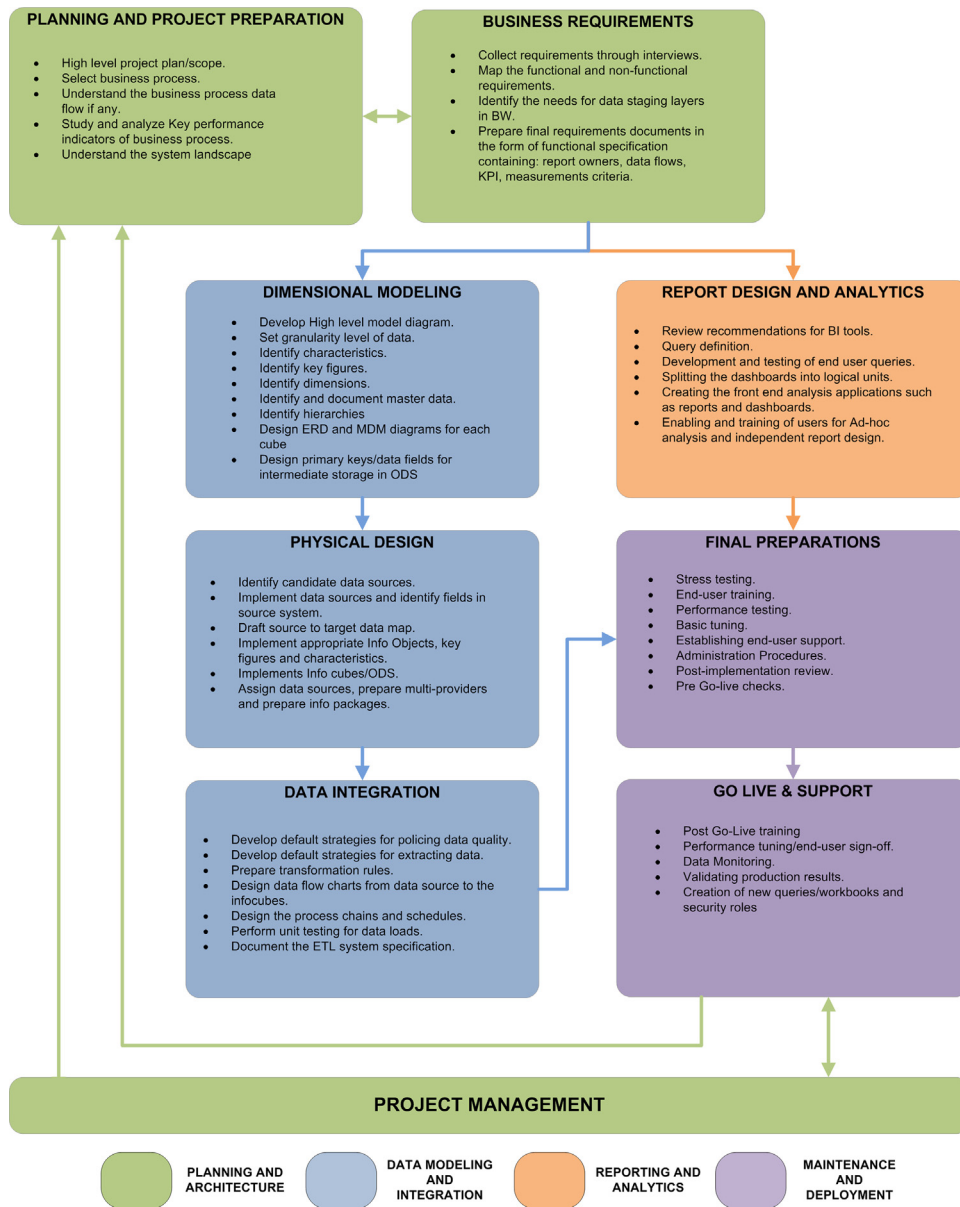 PLANNING AND PROJECT PREPARATION
• High level project plan/scope.
• Select business process.
• Understand the business process data
flow if any.
• Study and analyze Key performance
indicators of business process.
• Understand the system landscape
BUSINESS REQUIREMENTS
• Collect requirements through interviews.
• Map the functional and non-functional
requirements.
• Identify the needs for data staging layers
in BW.
• Prepare final requirements documents in
the form of functional specification
containing: report owners, data flows,
KPI, measurements criteria.
DIMENSIONAL MODELING
• Develop High level model diagram.
• Set granularity level of data.
• Identify characteristics.
• Identify key figures.
• Identify dimensions.
• Identify and document master data.
• Identify hierarchies
• Design ERD and MDM diagrams for each
cube
• Design primary keys/data fields for
intermediate storage in ODS
REPORT DESIGN AND ANALYTICS
• Review recommendations for BI tools.
• Query definition.
• Development and testing of end user queries.
• Splitting the dashboards into logical units.
• Creating the front end analysis applications such
as reports and dashboards.
• Enabling and training of users for Ad-hoc
analysis and independent report design.
PHYSICAL DESIGN
• Identify candidate data sources.
• Implement data sources and identify fields in
source system.
• Draft source to target data map.
• Implement appropriate Info Objects, key
figures and characteristics.
• Implements Info cubes/ODS.
• Assign data sources, prepare multi-providers
and prepare info packages.
FINAL PREPARATIONS
• Stress testing.
• End-user training.
• Performance testing.
• Basic tuning.
• Establishing end-user support.
• Administration Procedures.
• Post-implementation review.
• Pre Go-live checks.
DATA INTEGRATION
• Develop default strategies for policing data quality.
• Develop default strategies for extracting data.
• Prepare transformation rules.
• Design data flow charts from data source to the
infocubes.
• Design the process chains and schedules.
• Perform unit testing for data loads.
• Document the ETL system specification.
GO LIVE & SUPPORT
• Post Go-Live training
• Performance tuning/end-user sign-off.
• Data Monitoring.
• Validating production results.
• Creation of new queries/workbooks and
security roles
PROJECT MANAGEMENT
PLANNING AND
ARCHITECTURE
DATA MODELING
AND
INTEGRATION
REPORTING AND
ANALYTICS
MAINTENANCE
AND
DEPLOYMENT